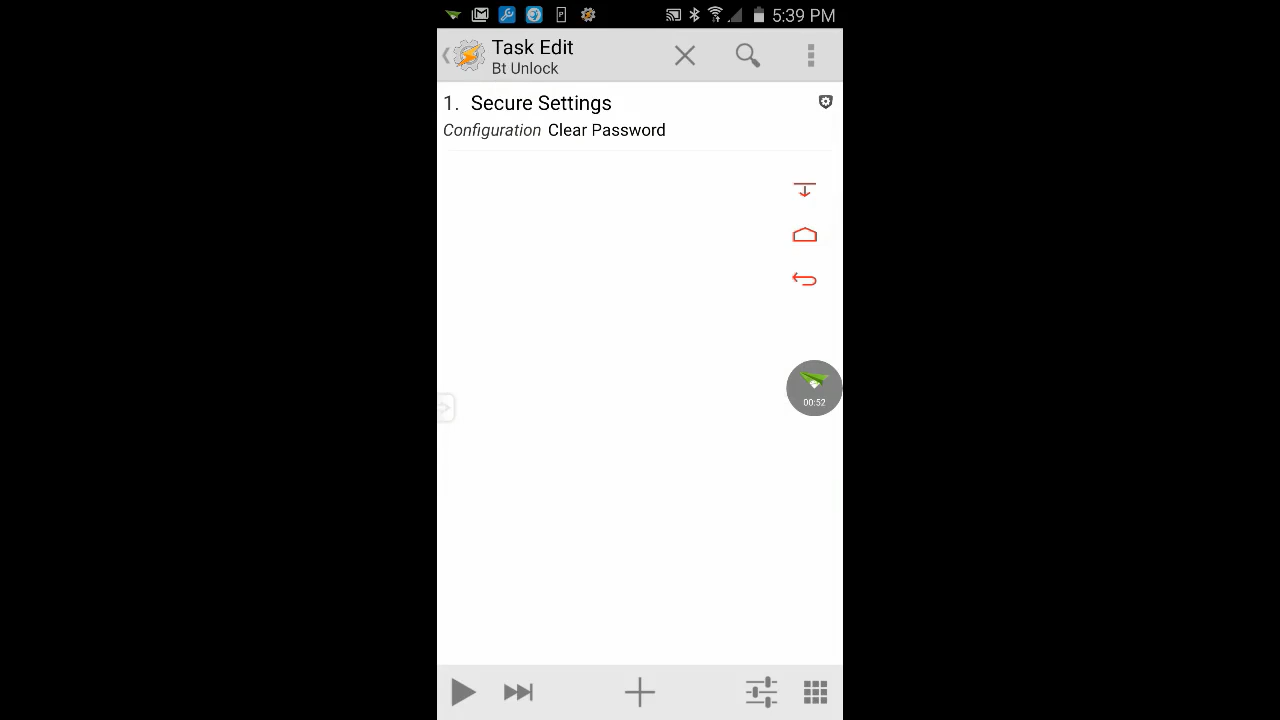 5:39 PM
Task Edit
Bt Unlock
1. Secure Settings
Configuration Clear Password
00:52